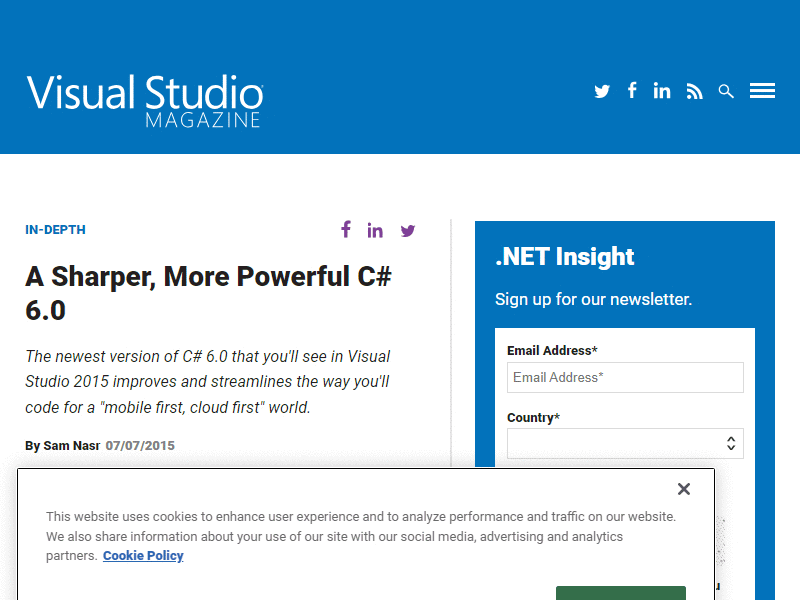 Visual Studio
MAGAZINE
IN-DEPTH
A Sharper, More Powerful C#
6.0
The newest version of C# 6.0 that you'll see in Visual
Studio 2015 improves and streamlines the way you'll
code for a "mobile first, cloud first" world.
By Sam Nasr 07/07/2015
.NET Insight
Sign up for our newsletter.
Email Address*
Email Address*
Country*
This website uses cookies to enhance user experience and to analyze performance and traffic on our website.
We also share information about your use of our site with our social media, advertising and analytics
partners. Cookie Policy